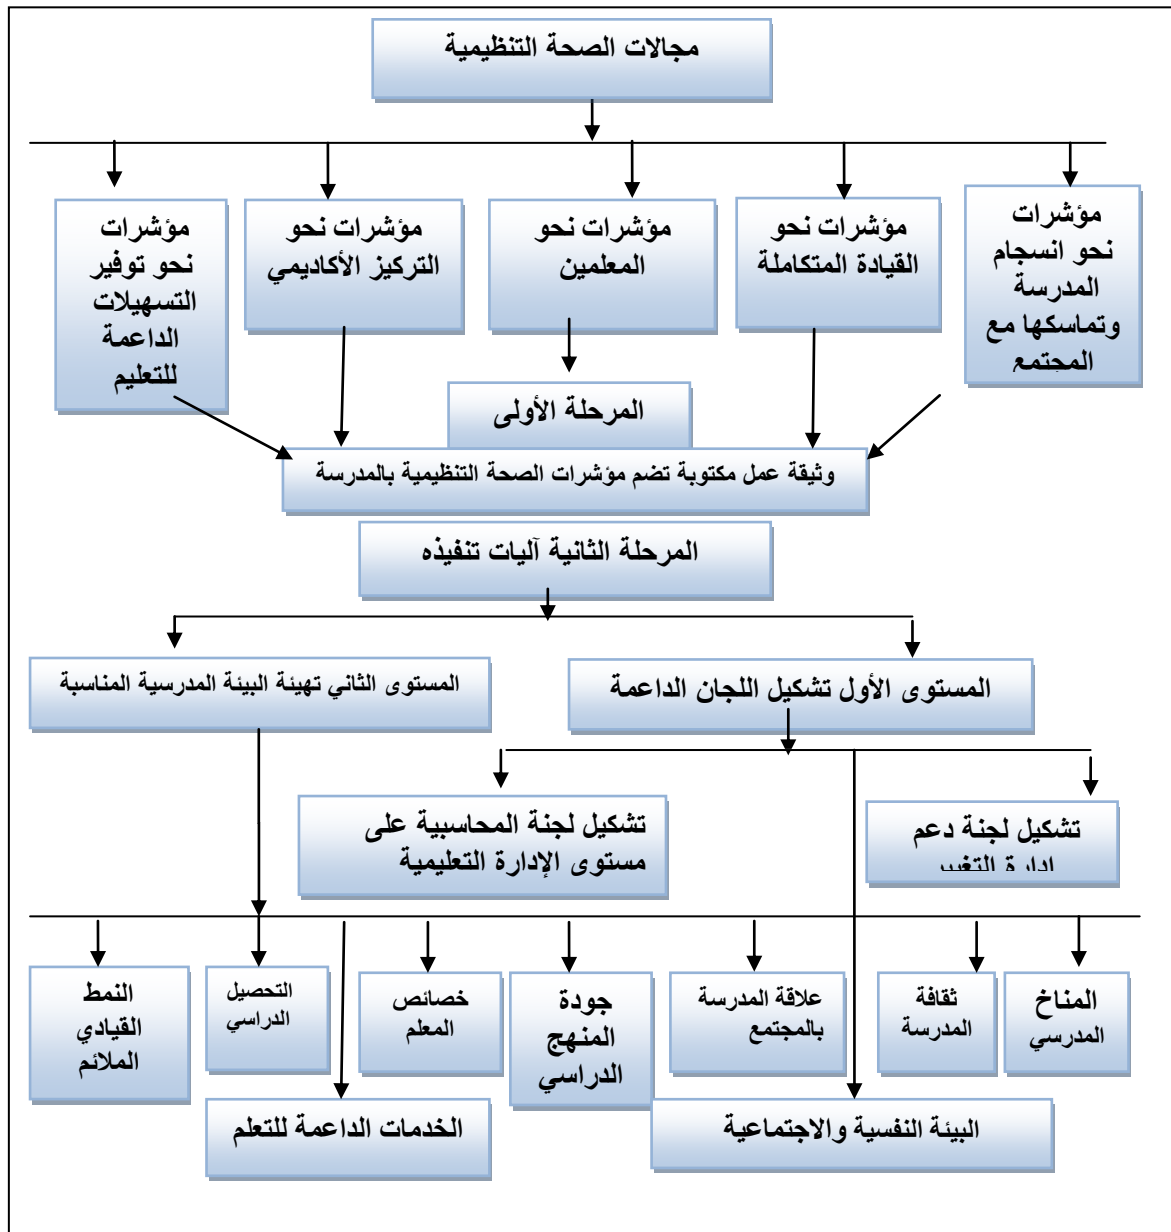 مجالات الصحة التنظيمية
مؤشرات
نحو انسجام
المدرسة
وتماسكها مع
المجتمع
مؤشرات نحو
القيادة المتكاملة
مؤشرات نحو
المعلمين
مؤشرات نحو
التركيز الأكاديمي
مؤشرات
نحو توفير
التسهيلات
الداعمة
للتعليم
المرحلة الأولى
وثيقة عمل مكتوبة تضم مؤشرات الصحة التنظيمية بالمدرسة
المرحلة الثانية آليات تنفيذه
المستوى الأول تشكيل اللجان الداعمة
المستوى الثاني تهيئة البيئة المدرسية المناسبة
تشكيل لجنة دعم
إدارة التغيير
تشكيل لجنة المحاسبية على
مستوى الإدارة التعليمية
المناخ
المدرسي
ثقافة
المدرسة
علاقة المدرسة
بالمجتمع
جودة
المنهج
الدراسي
خصائص
المعلم
التحصيل
الدراسي
النمط
القيادي
الملائم
البيئة النفسية والاجتماعية
الخدمات الداعمة للتعلم